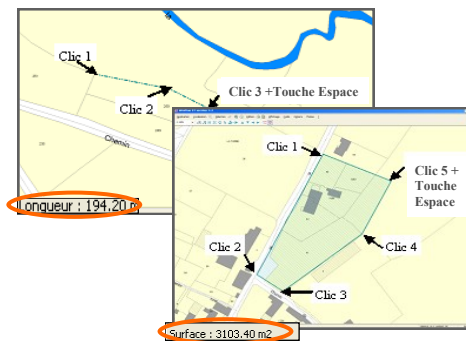 Clic 1
Clic 2
Clic 3 +Touche Espace
Chemin
Longueur : 194.20 m
Clic 1
Clic 5 +
Touche
Espace
Clic 2
Clic 4
Clic 3
Surface : 3103.40 m2